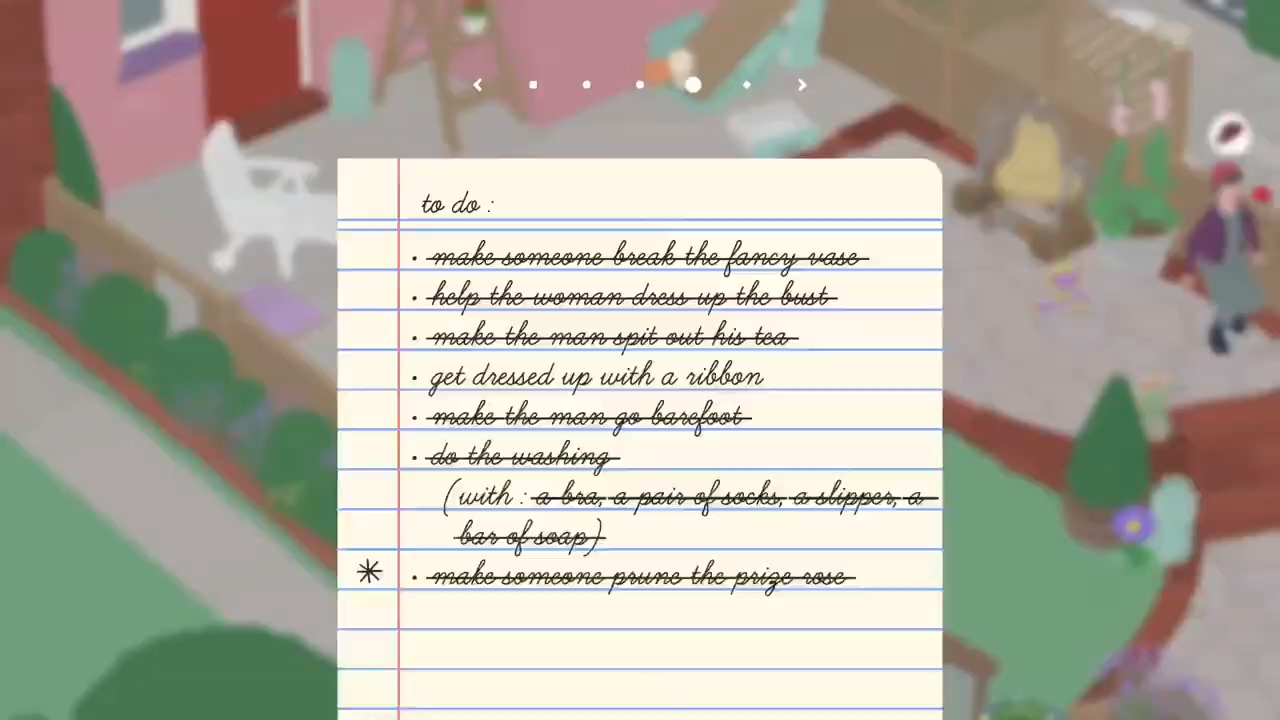 to do :
• make someone break the fancy vase
• help the woman dress up the bust
• make the man spit out his tea
• get dressed up with a ribbon
• make the man go barefoot
• do the washing
(with : a bra, a pair of socks, a slipper, a
bar of soap)
• make someone prune the prize rose